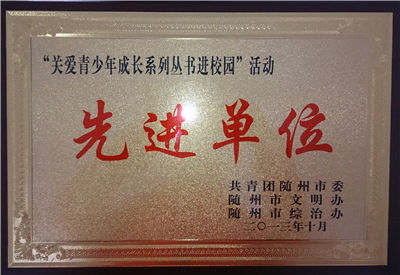 “关爱青少年成长系列丛书进校园”活动
先进单位
共青团随州市委
随州市文明办
随州市综治办
二〇一三年十月